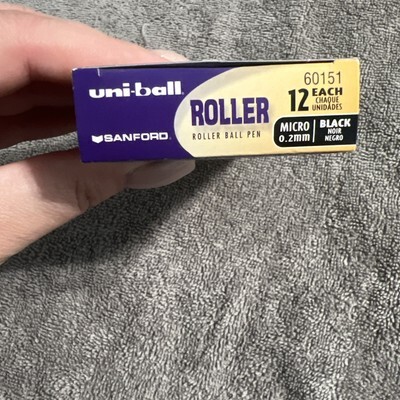 uni-ball
SANFORD
ROLLER
ROLLER BALL PEN
60151
12 EACH
CHAQUE
UNIDADES
MICRO
0.2mm
BLACK
NOIR
NEGRO